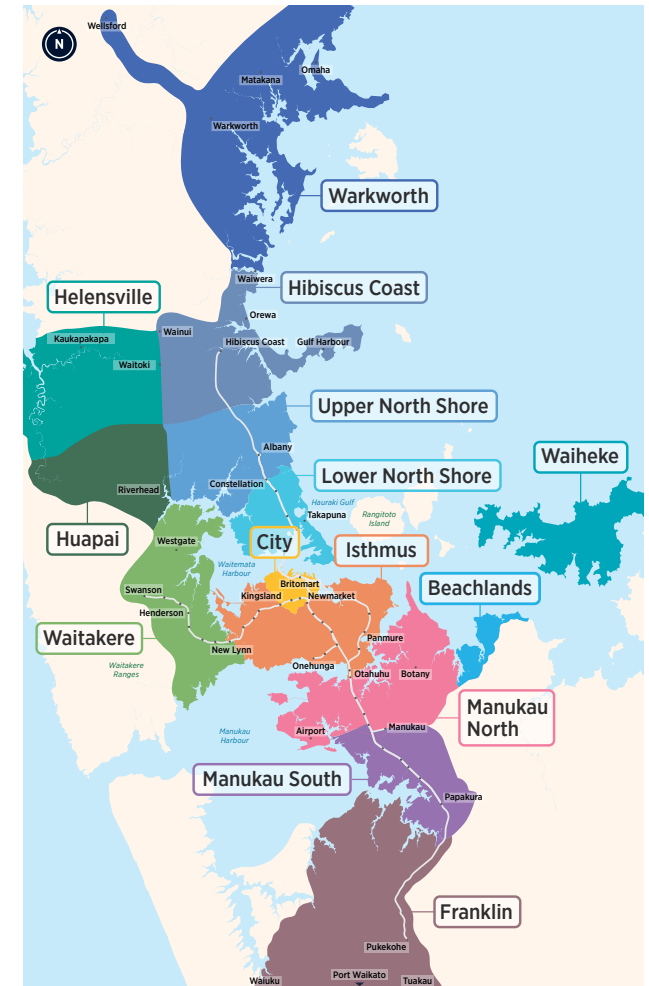 Wellsford
N
Omaha
Matakana
Warkworth
Warkworth
Waiwera
Hibiscus Coast
Helensville
Orewa
Wainui
Kaukapakapa
Hibiscus Coast
Gulf Harbour
Waitoki
Upper North Shore
Albany
Waiheke
Lower North Shore
Constellation
Riverhead
Hauraki Gulf
Takapuna
Rangitoto
Island
Huapai
Westgate
City
Isthmus
Waitemata
Harbour
Britomart
Beachlands
Swanson
Kingsland
Newmarket
Henderson
Waitakere
Panmure
New Lynn
Onehunga
Waitakere
Ranges
Otahuhu
Botany
Manukau
North
Manukau
Airport
Manukau
Harbour
Manukau South
Papakura
Franklin
Pukekohe
Port Waikato
Waiuku
Tuakau